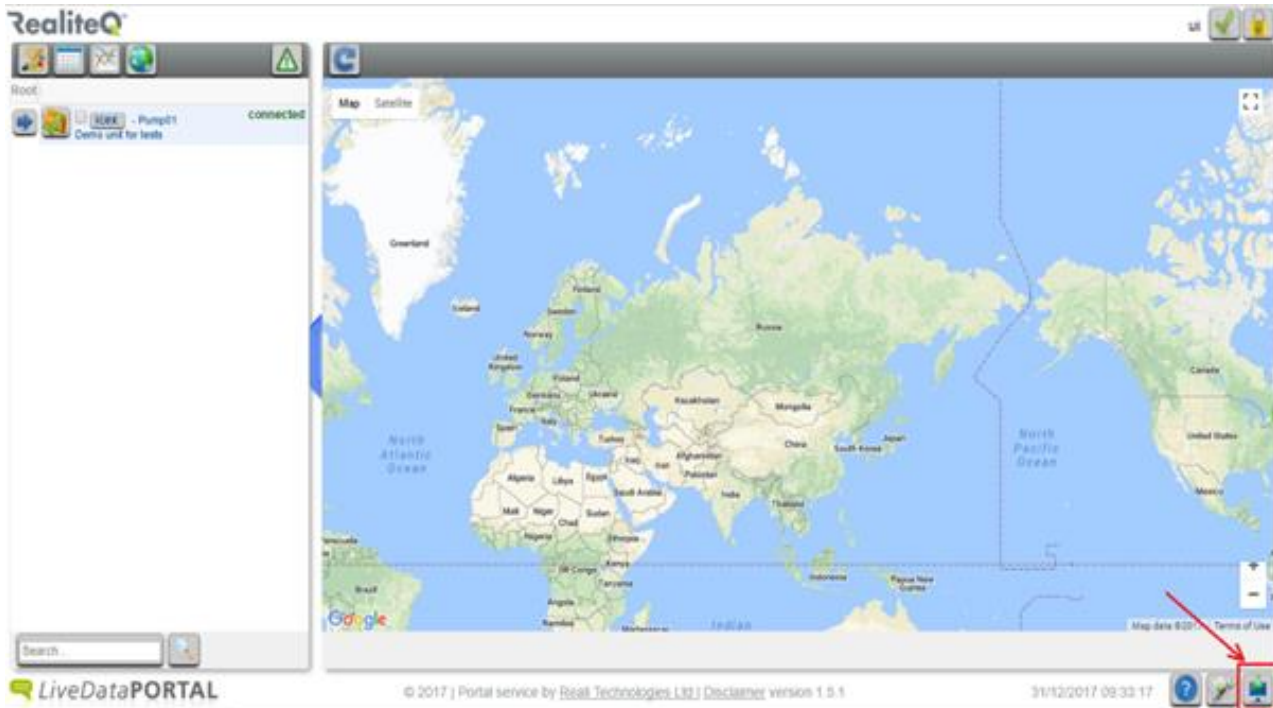 RealiteQ
UI
Root
- Pump01
connected
Demo unit for tests
Map Satellite
Greenland
Iceland
Finland
Sweden
Norway
Russia
United Kingdom
Poland
Germany
Ukraine
France
Kazakhstan
Mongolia
Spain
Italy
Turkey
China
South Korea
Japan
Afghanistan
Iraq
Iran
Pakistan
Algeria
Libya
Egypt
Saudi Arabia
India
Thailand
Mali
Niger
Chad
Sudan
Nigeria
Ethiopia
DR Congo
Kenya
Tanzania
Angola
Namibia
Madagascar
Indonesia
Papua New Guinea
North Atlantic Ocean
North Pacific Ocean
Indian
Canada
United States
Mexico
Venezuela
Brazil
Google
Map data ©2017
Terms of Use
Search...
LiveDataPORTAL
© 2017 | Portal service by Reali Technologies Ltd | Disclaimer version 1.5.1
31/12/2017 09:33:17